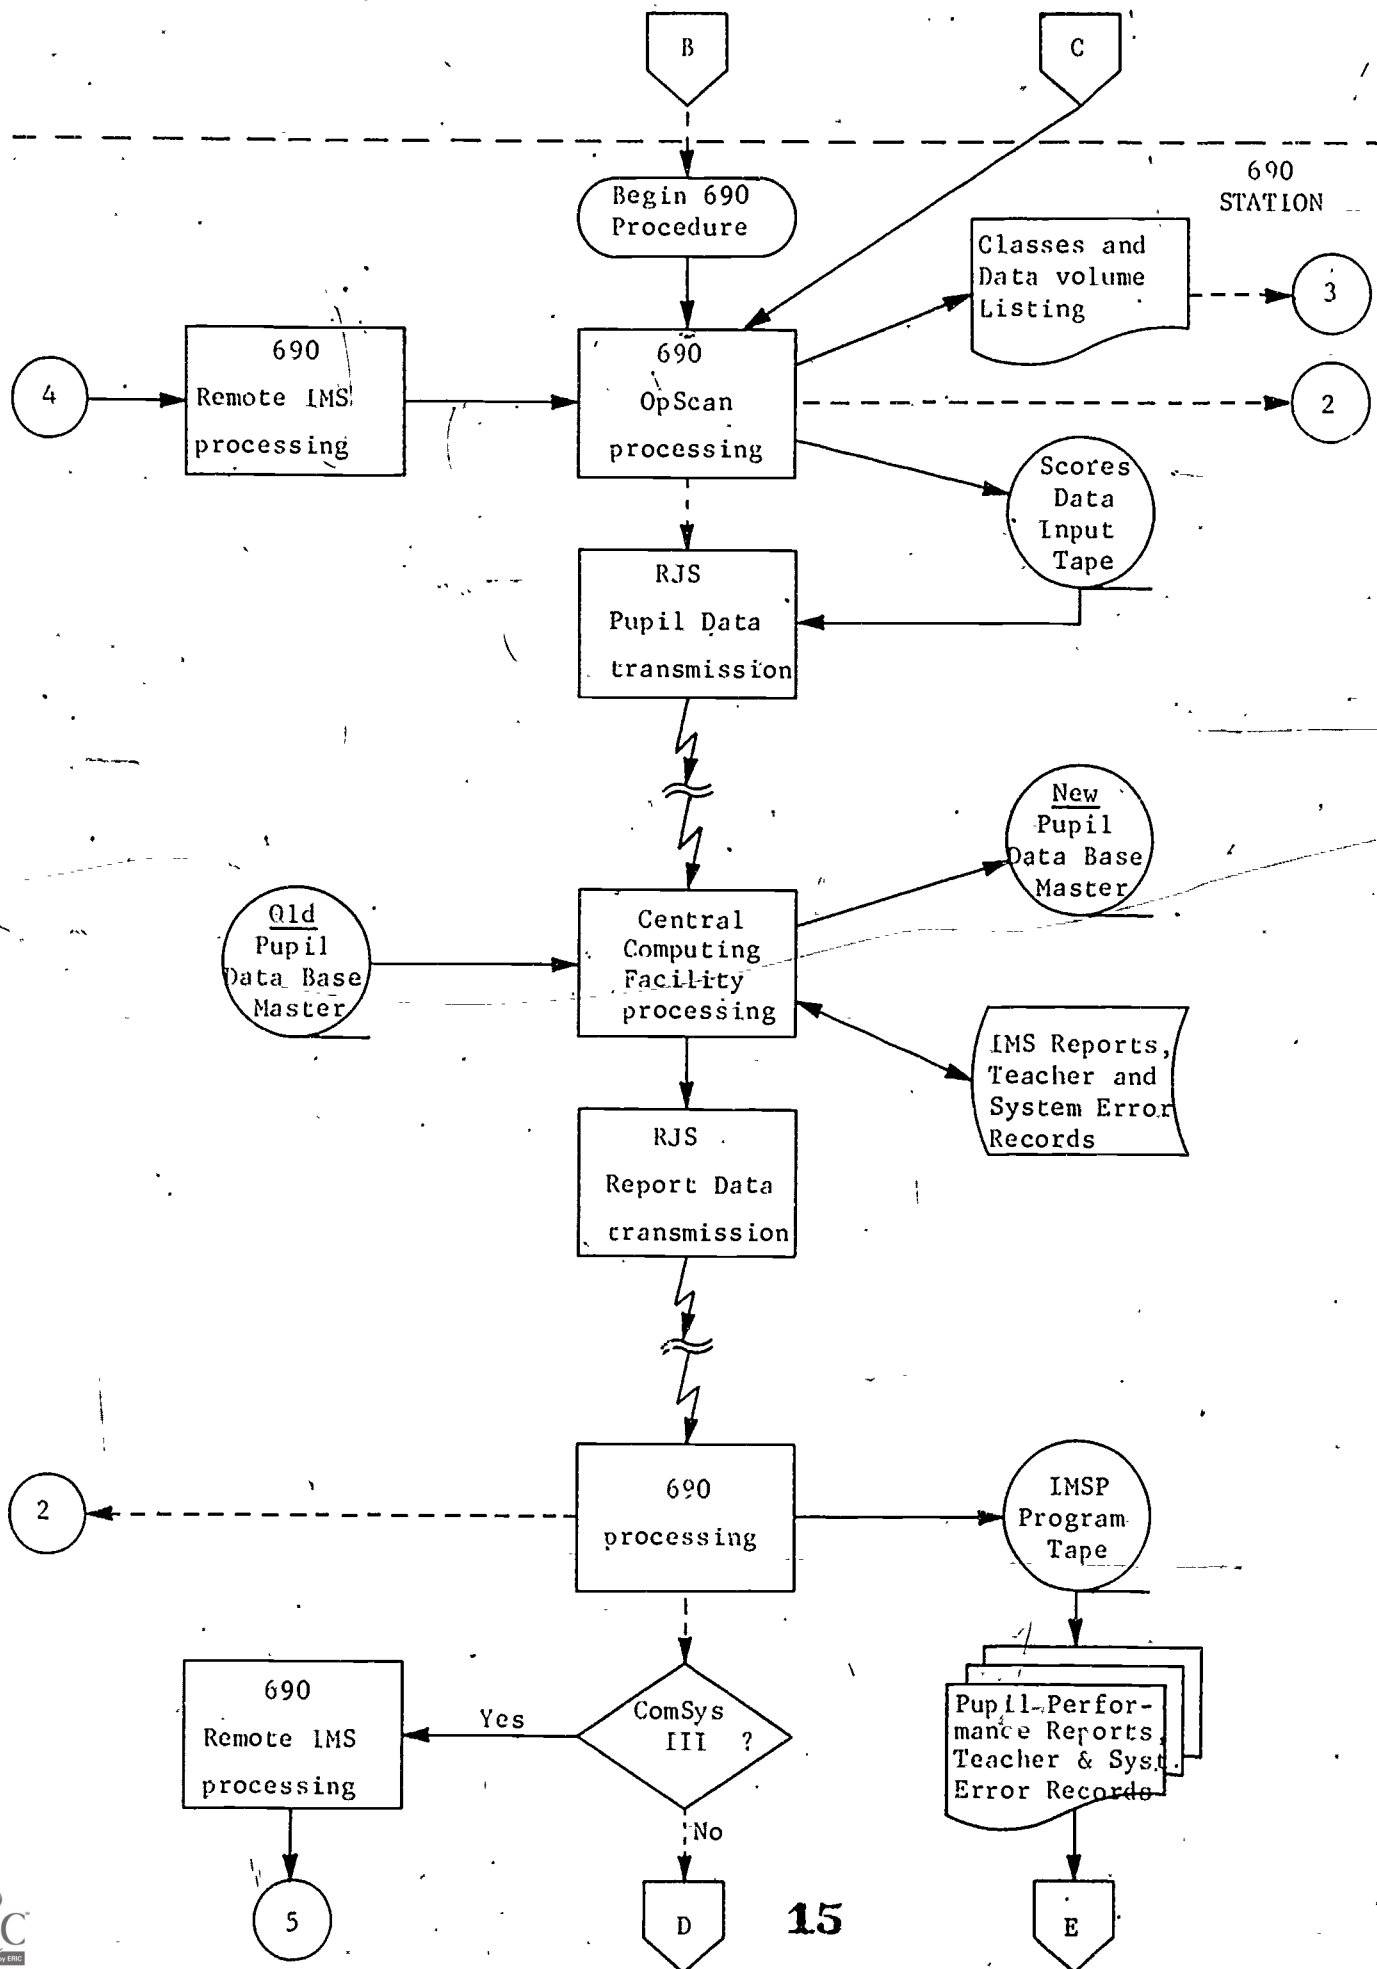 B
C
690
STATION
Begin 690
Procedure
Classes and
Data volume
Listing
3
4
690
Remote IMS
processing
690
OpScan
processing
2
Scores
Data
Input
Tape
RJS
Pupil Data
transmission
New
Pupil
Data Base
Master
Old
Pupil
Data Base
Master
Central
Computing
Facility
processing
IMS Reports,
Teacher and
System Error
Records
RJS
Report Data
transmission
2
690
processing
IMSP
Program
Tape
690
Remote IMS
processing
Yes
ComSys
III ?
Pupil Perfor-
mance Reports,
Teacher & Syst.
Error Records
No
5
D
15
E